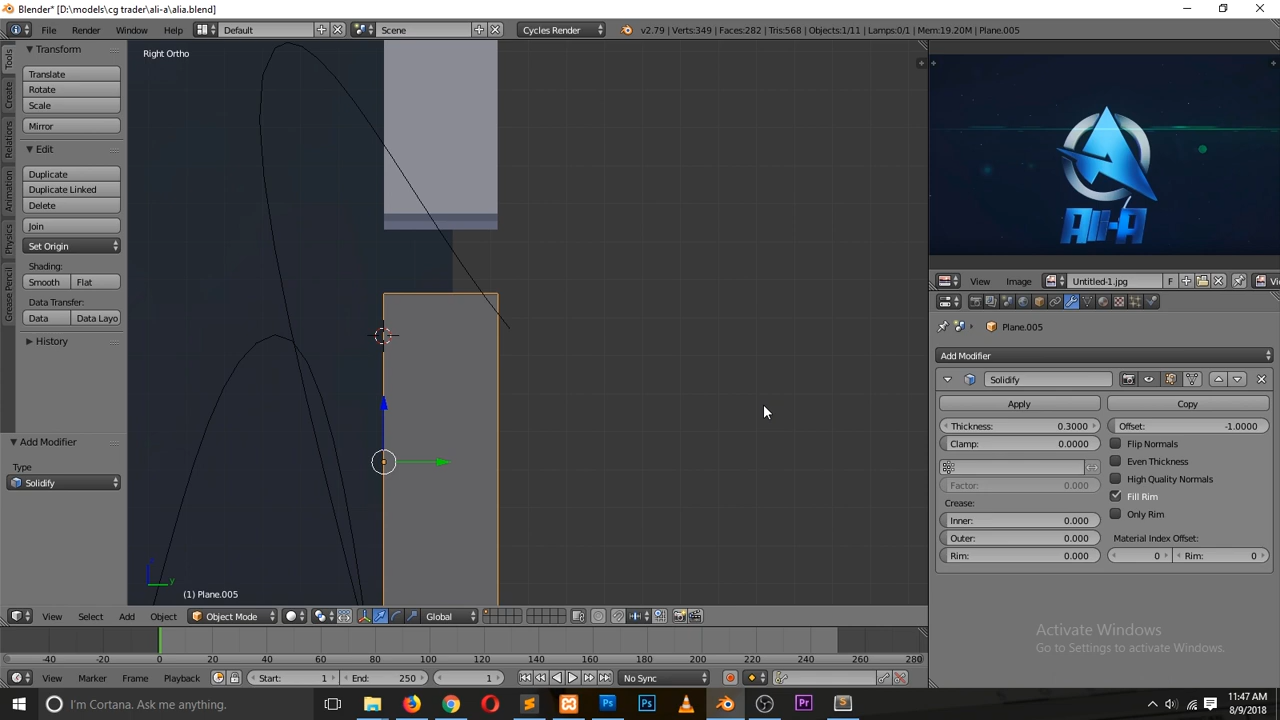 Blender* [D:\models\cg trader\ali-a\alia.blend]
File Render Window Help Default Scene Cycles Render v2.79 | Verts:349 | Faces:282 | Tris:568 | Objects:1/11 | Lamps:0/1 | Mem:19.20M | Plane.005
Tools
Create
Relations
Animation
Physics
Grease Pencil
Transform
Translate
Rotate
Scale
Mirror
Edit
Duplicate
Duplicate Linked
Delete
Join
Set Origin
Shading:
Smooth Flat
Data Transfer:
Data Data Layo
History
Add Modifier
Type
Solidify
Right Ortho
z
y
(1) Plane.005
View Select Add Object Object Mode Global
Ali-A
View Image Untitled-1.jpg F Vi
Plane.005
Add Modifier
Solidify
Apply Copy
Thickness: 0.3000 Offset: -1.0000
Clamp: 0.0000 Flip Normals
Even Thickness
Factor: 0.000 High Quality Normals
Crease: Fill Rim
Inner: 0.000 Only Rim
Outer: 0.000 Material Index Offset:
Rim: 0.000 0 Rim: 0
Activate Windows
Go to Settings to activate Windows.
-40 -20 0 20 40 60 80 100 120 140 160 180 200 220 240 260 280
View Marker Frame Playback Start: 1 End: 250 1 No Sync
I'm Cortana. Ask me anything.
11:47 AM
8/9/2018